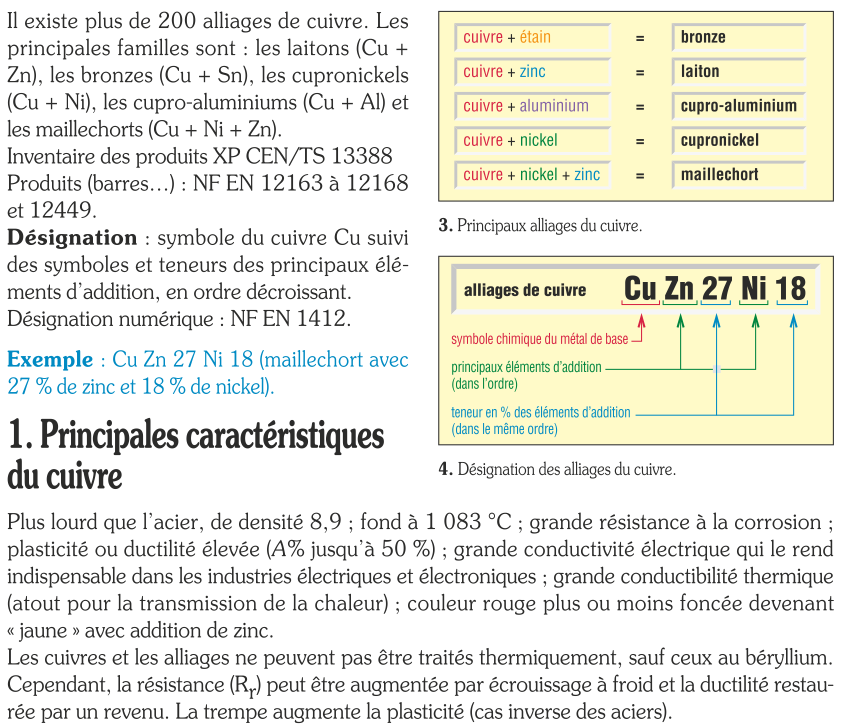 Il existe plus de 200 alliages de cuivre. Les
principales familles sont : les laitons (Cu +
Zn), les bronzes (Cu + Sn), les cupronickels
(Cu + Ni), les cupro-aluminiums (Cu + Al) et
les maillechorts (Cu + Ni + Zn).
Inventaire des produits XP CEN/TS 13388
Produits (barres…) : NF EN 12163 à 12168
et 12449.
Désignation : symbole du cuivre Cu suivi
des symboles et teneurs des principaux élé-
ments d'addition, en ordre décroissant.
Désignation numérique : NF EN 1412.
Exemple : Cu Zn 27 Ni 18 (maillechort avec
27 % de zinc et 18 % de nickel).
cuivre + étain = bronze
cuivre + zinc = laiton
cuivre + aluminium = cupro-aluminium
cuivre + nickel = cupronickel
cuivre + nickel + zinc = maillechort
3. Principaux alliages du cuivre.
alliages de cuivre Cu Zn 27 Ni 18
symbole chimique du métal de base
principaux éléments d'addition
(dans l'ordre)
teneur en % des éléments d'addition
(dans le même ordre)
4. Désignation des alliages du cuivre.
1. Principales caractéristiques
du cuivre
Plus lourd que l'acier, de densité 8,9 ; fond à 1 083 °C ; grande résistance à la corrosion ;
plasticité ou ductilité élevée (A% jusqu'à 50 %) ; grande conductivité électrique qui le rend
indispensable dans les industries électriques et électroniques ; grande conductibilité thermique
(atout pour la transmission de la chaleur) ; couleur rouge plus ou moins foncée devenant
« jaune » avec addition de zinc.
Les cuivres et les alliages ne peuvent pas être traités thermiquement, sauf ceux au béryllium.
Cependant, la résistance (Rr) peut être augmentée par écrouissage à froid et la ductilité restau-
rée par un revenu. La trempe augmente la plasticité (cas inverse des aciers).